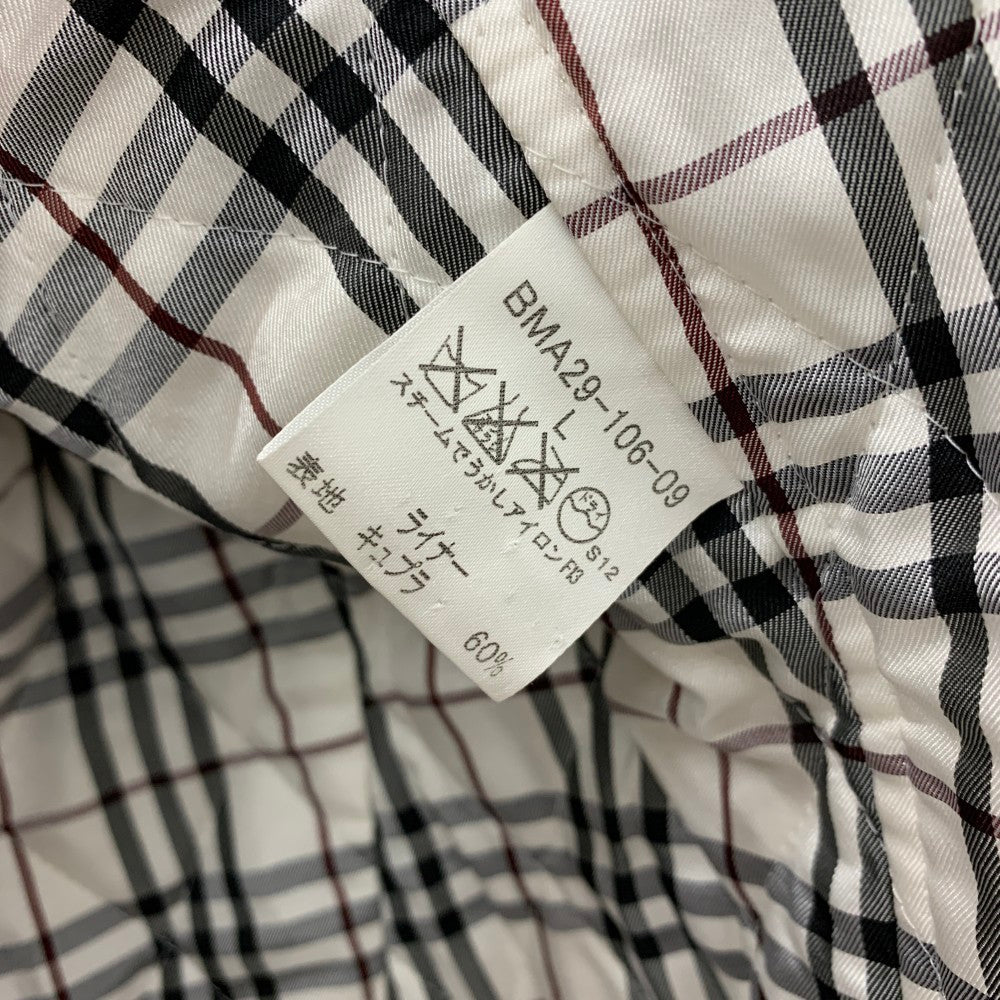 BMA29-106-09
L
ドライ
S12
スチームでうかしアイロン F13
ライナー
表地 キュプラ 60%